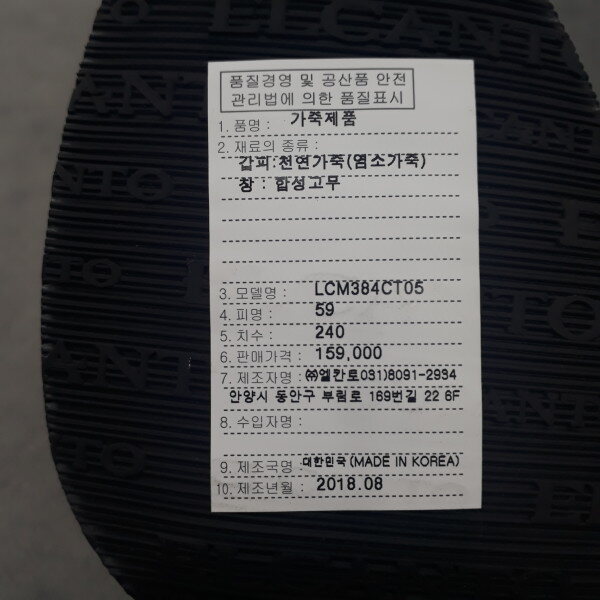 ELCANTO
품질경영 및 공산품 안전
관리법에 의한 품질표시
1. 품명 : 가죽제품
2. 재료의 종류 :
갑피:천연가죽(염소가죽)
창 : 합성고무
3. 모델명 : LCM384CT05
4. 피명 : 59
5. 치수 : 240
6. 판매가격 : 159,000
7. 제조자명 : ㈜엘칸토031)8091-2934
안양시 동안구 부림로 169번길 22 6F
8. 수입자명 :
9. 제조국명 : 대한민국(MADE IN KOREA)
10. 제조년월 : 2018.08